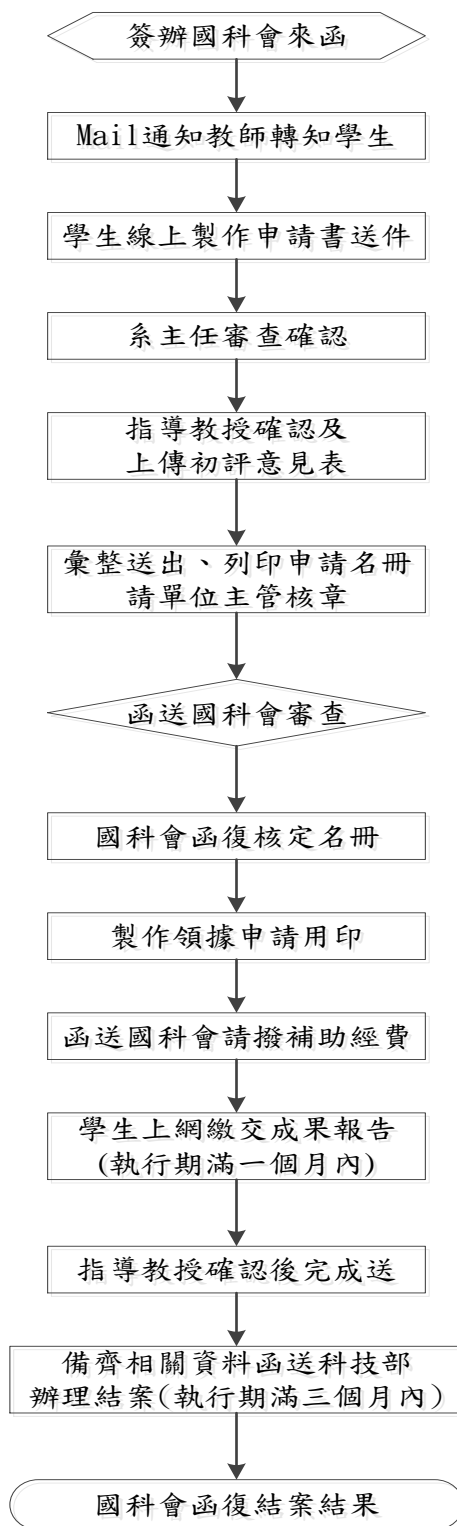 簽辦國科會來函
Mail通知教師轉知學生
學生線上製作申請書送件
系主任審查確認
指導教授確認及
上傳初評意見表
彙整送出、列印申請名冊
請單位主管核章
函送國科會審查
國科會函復核定名冊
製作領據申請用印
函送國科會請撥補助經費
學生上網繳交成果報告
(執行期滿一個月內)
指導教授確認後完成送
備齊相關資料函送科技部
辦理結案(執行期滿三個月內)
國科會函復結案結果